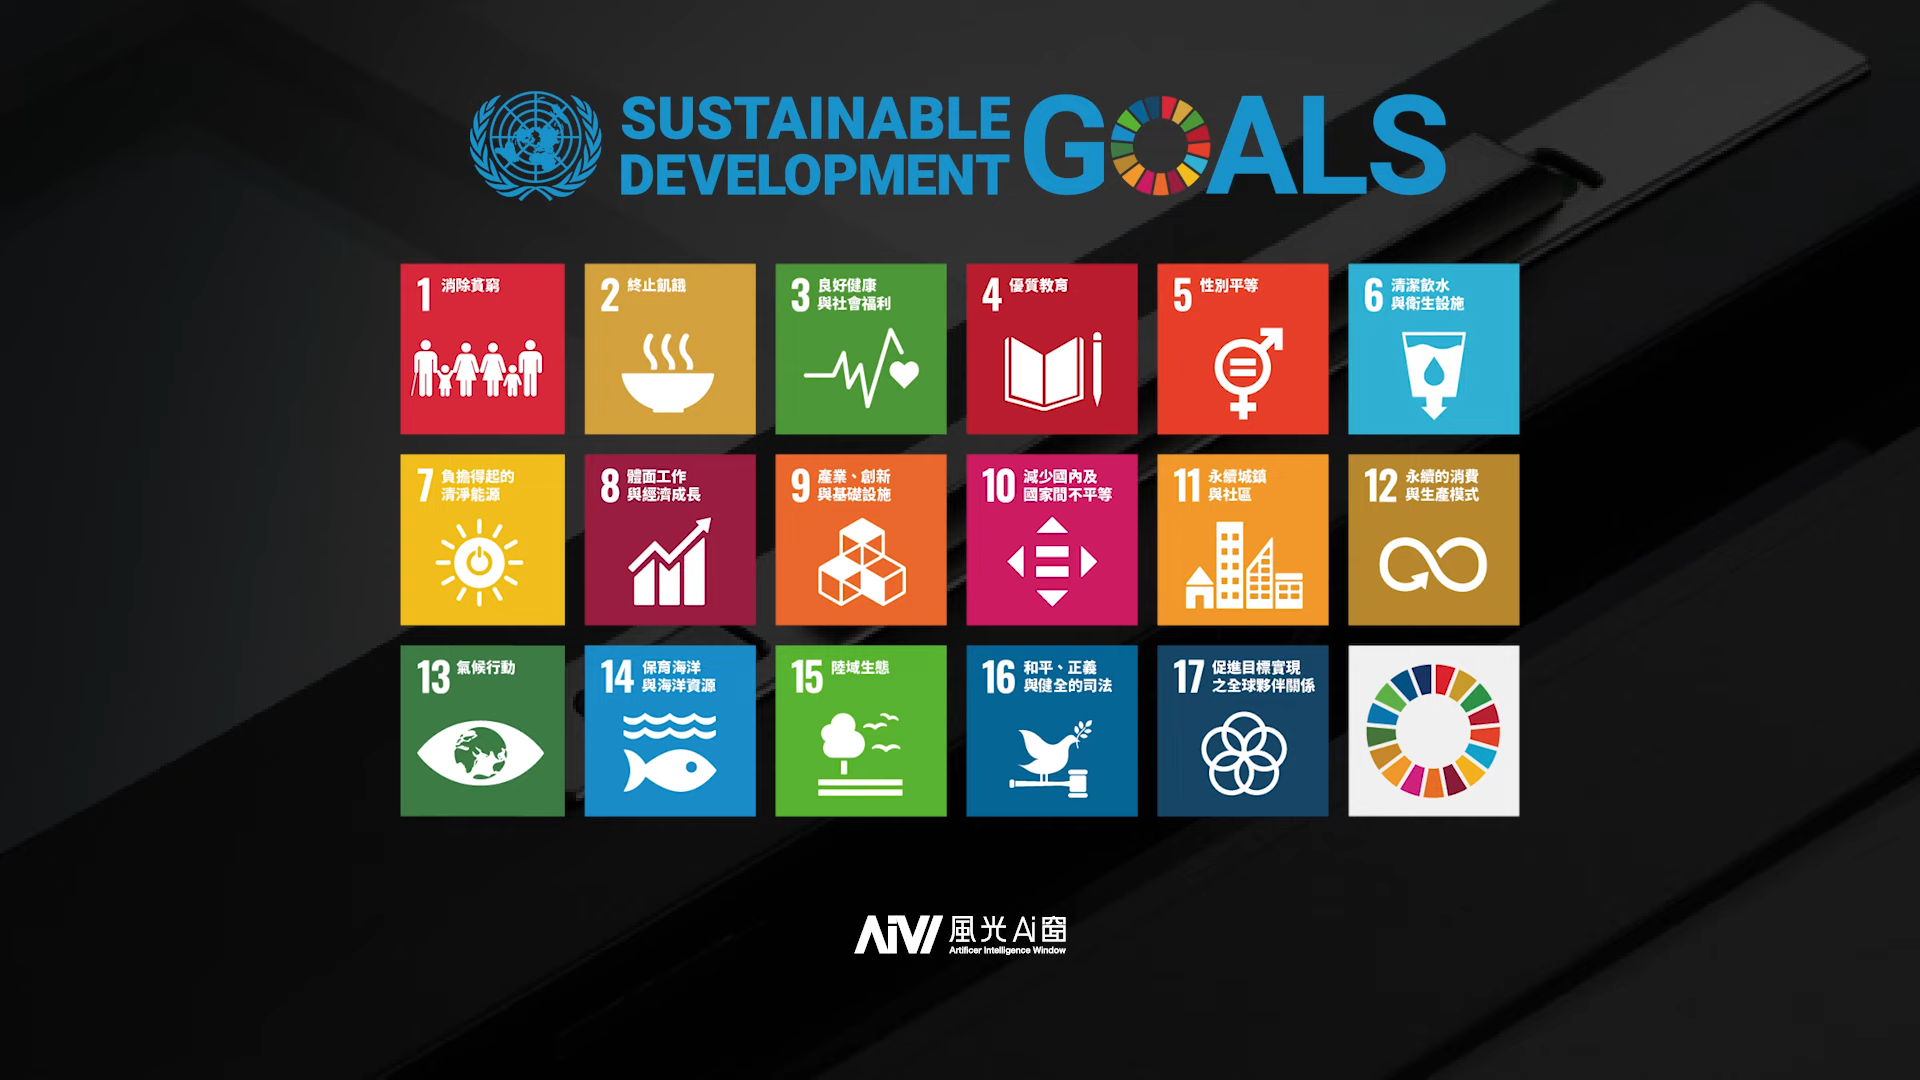 SUSTAINABLE
DEVELOPMENT
GOALS
1 消除貧窮
2 終止飢餓
3 良好健康
與社會福利
4 優質教育
5 性別平等
6 清潔飲水
與衛生設施
7 負擔得起的
清淨能源
8 體面工作
與經濟成長
9 產業、創新
與基礎設施
10 減少國內及
國家間不平等
11 永續城鎮
與社區
12 永續的消費
與生產模式
13 氣候行動
14 保育海洋
與海洋資源
15 陸域生態
16 和平、正義
與健全的司法
17 促進目標實現
之全球夥伴關係
AiW 風光Ai窗
Artificer Intelligence Window